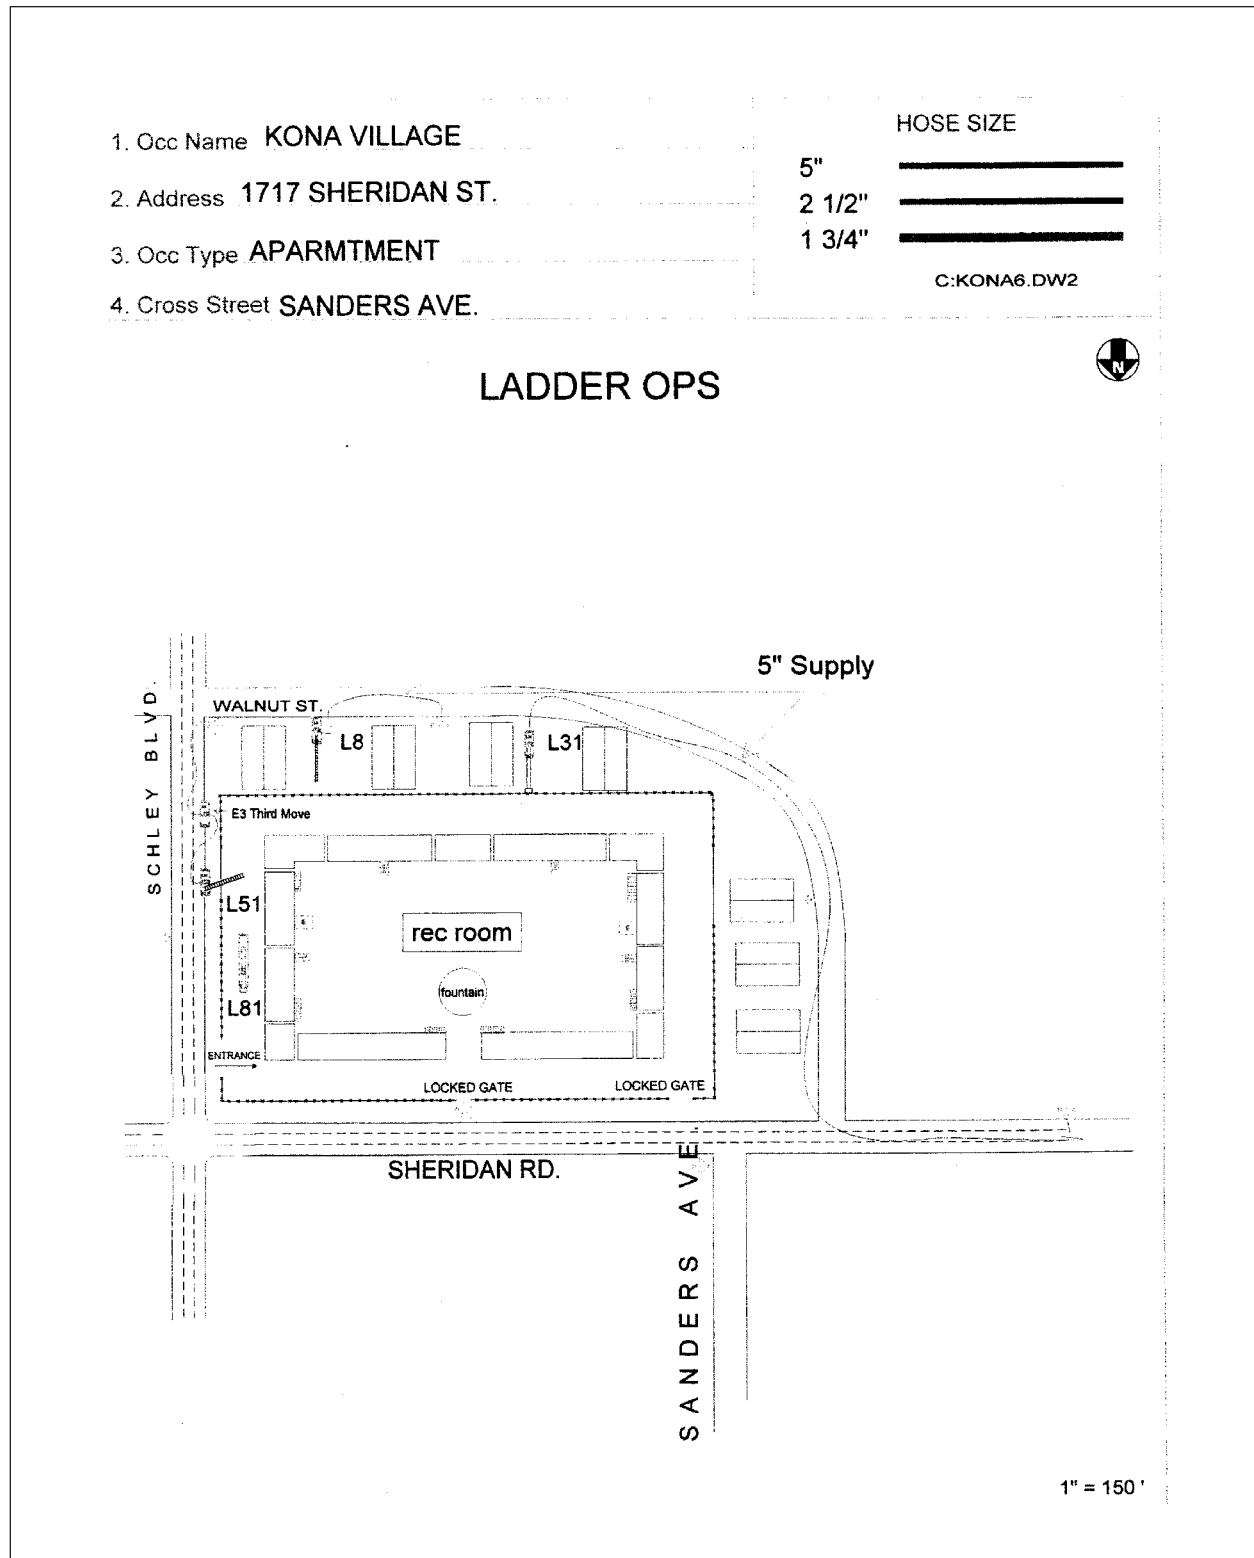 1. Occ Name KONA VILLAGE
2. Address 1717 SHERIDAN ST.
3. Occ Type APARMTMENT
4. Cross Street SANDERS AVE.
HOSE SIZE
5"
2 1/2"
1 3/4"
C:KONA6.DW2
N
LADDER OPS
5" Supply
SCHLEY BLVD.
WALNUT ST.
L8
L31
E3 Third Move
L51
rec room
fountain
L81
ENTRANCE
LOCKED GATE
LOCKED GATE
SHERIDAN RD.
SANDERS AVE.
1" = 150 '